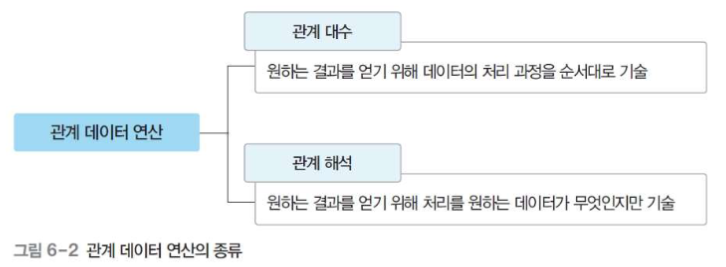 관계 대수
원하는 결과를 얻기 위해 데이터의 처리 과정을 순서대로 기술
관계 데이터 연산
관계 해석
원하는 결과를 얻기 위해 처리를 원하는 데이터가 무엇인지만 기술
그림 6-2 관계 데이터 연산의 종류